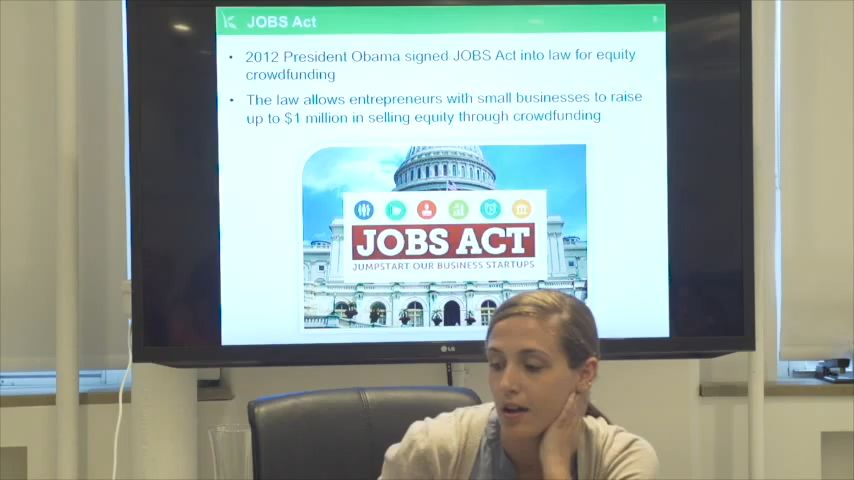 JOBS Act
• 2012 President Obama signed JOBS Act into law for equity
crowdfunding
• The law allows entrepreneurs with small businesses to raise
up to $1 million in selling equity through crowdfunding
JOBS ACT
JUMPSTART OUR BUSINESS STARTUPS
LG